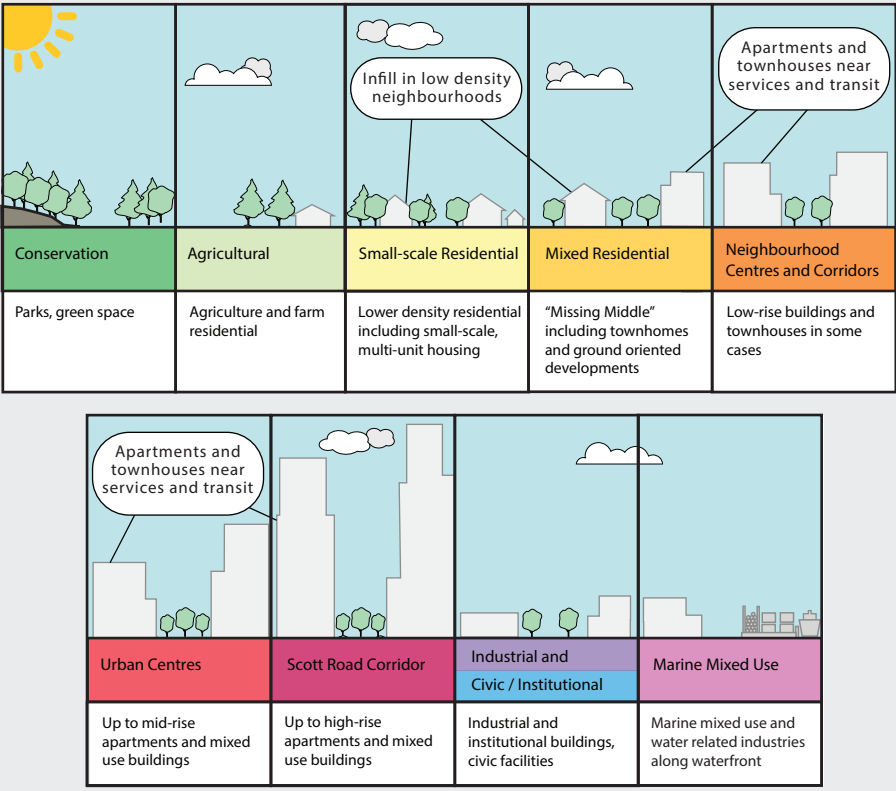 Infill in low density
neighbourhoods
Apartments and
townhouses near
services and transit
Conservation
Agricultural
Small-scale Residential
Mixed Residential
Neighbourhood
Centres and Corridors
Parks, green space
Agriculture and farm
residential
Lower density residential
including small-scale,
multi-unit housing
“Missing Middle”
including townhomes
and ground oriented
developments
Low-rise buildings and
townhouses in some
cases
Apartments and
townhouses near
services and transit
Urban Centres
Scott Road Corridor
Industrial and
Civic / Institutional
Marine Mixed Use
Up to mid-rise
apartments and mixed
use buildings
Up to high-rise
apartments and mixed
use buildings
Industrial and
institutional buildings,
civic facilities
Marine mixed use and
water related industries
along waterfront